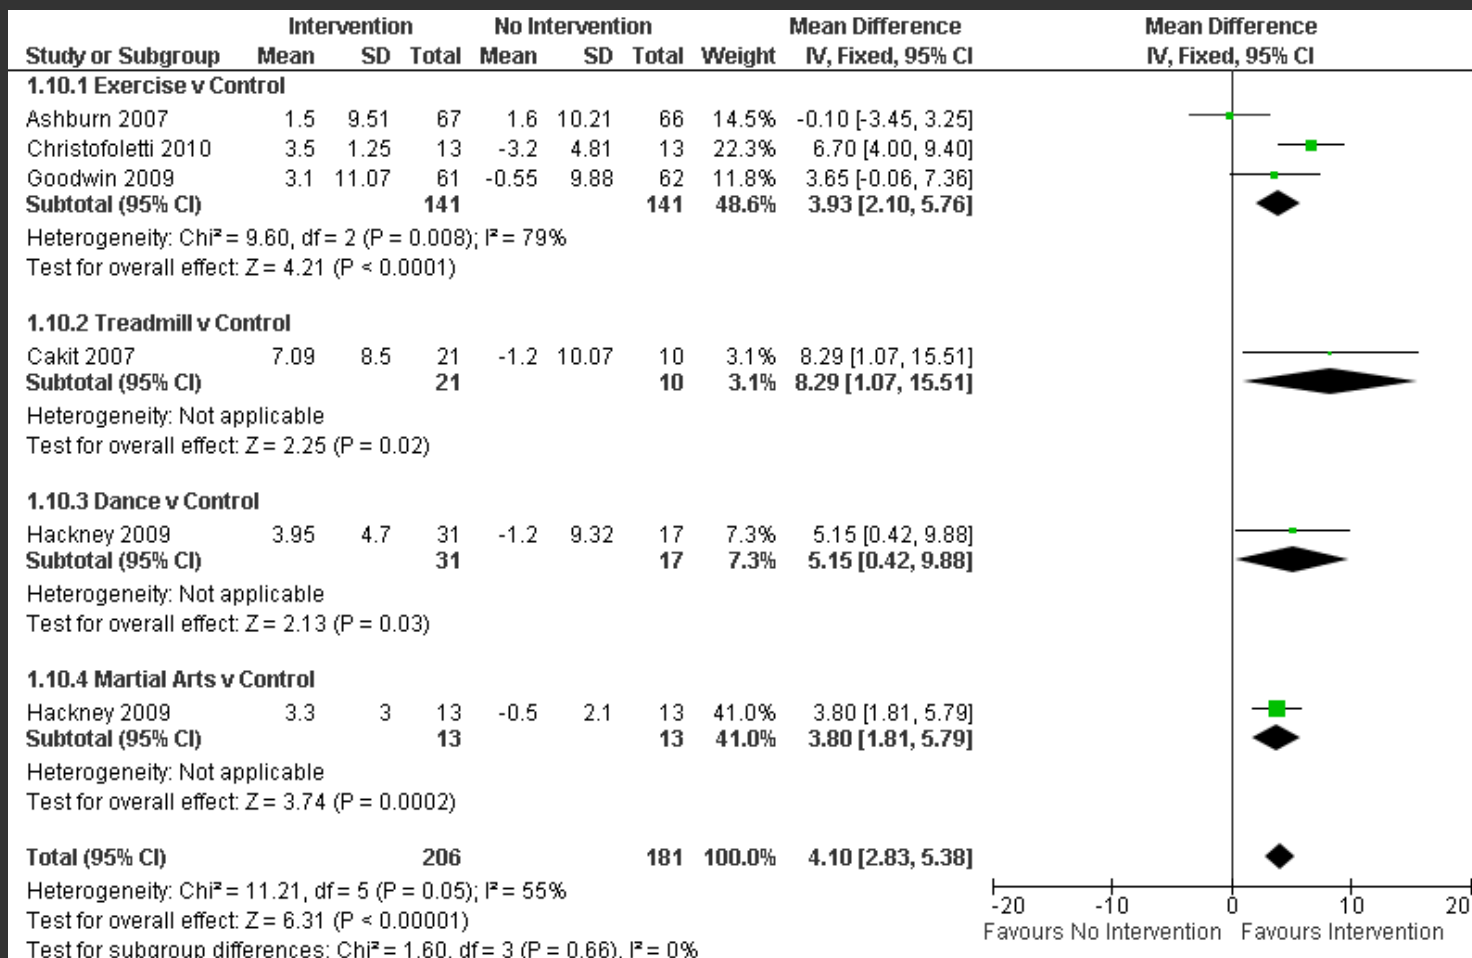 Intervention No Intervention Mean Difference Mean Difference
Study or Subgroup Mean SD Total Mean SD Total Weight IV, Fixed, 95% CI IV, Fixed, 95% CI
1.10.1 Exercise v Control
Ashburn 2007 1.5 9.51 67 1.6 10.21 66 14.5% -0.10 [-3.45, 3.25]
Christofoletti 2010 3.5 1.25 13 -3.2 4.81 13 22.3% 6.70 [4.00, 9.40]
Goodwin 2009 3.1 11.07 61 -0.55 9.88 62 11.8% 3.65 [-0.06, 7.36]
Subtotal (95% CI) 141 141 48.6% 3.93 [2.10, 5.76]
Heterogeneity: Chi² = 9.60, df = 2 (P = 0.008); I² = 79%
Test for overall effect: Z = 4.21 (P < 0.0001)
1.10.2 Treadmill v Control
Cakit 2007 7.09 8.5 21 -1.2 10.07 10 3.1% 8.29 [1.07, 15.51]
Subtotal (95% CI) 21 10 3.1% 8.29 [1.07, 15.51]
Heterogeneity: Not applicable
Test for overall effect: Z = 2.25 (P = 0.02)
1.10.3 Dance v Control
Hackney 2009 3.95 4.7 31 -1.2 9.32 17 7.3% 5.15 [0.42, 9.88]
Subtotal (95% CI) 31 17 7.3% 5.15 [0.42, 9.88]
Heterogeneity: Not applicable
Test for overall effect: Z = 2.13 (P = 0.03)
1.10.4 Martial Arts v Control
Hackney 2009 3.3 3 13 -0.5 2.1 13 41.0% 3.80 [1.81, 5.79]
Subtotal (95% CI) 13 13 41.0% 3.80 [1.81, 5.79]
Heterogeneity: Not applicable
Test for overall effect: Z = 3.74 (P = 0.0002)
Total (95% CI) 206 181 100.0% 4.10 [2.83, 5.38]
Heterogeneity: Chi² = 11.21, df = 5 (P = 0.05); I² = 55%
Test for overall effect: Z = 6.31 (P < 0.00001)
Test for subgroup differences: Chi² = 1.60, df = 3 (P = 0.66), I² = 0%
-20 -10 0 10 20
Favours No Intervention Favours Intervention